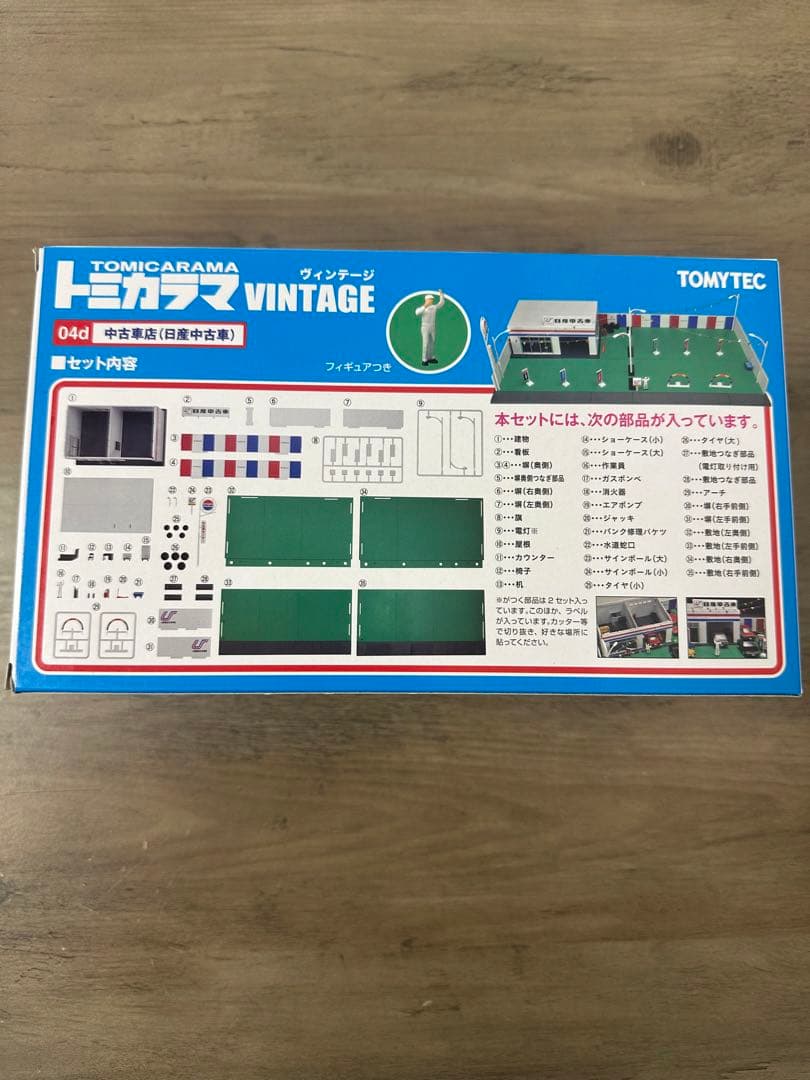 TOMICARAMA
トミカラマ VINTAGE
ヴィンテージ
TOMYTEC
04d 中古車店(日産中古車)
■セット内容
フィギュアつき
日産中古車
本セットには、次の部品が入っています。
①･･･建物
②･･･看板
③④･･･塀(奥側)
⑤･･･塀奥側つなぎ部品
⑥･･･塀(右奥側)
⑦･･･塀(左奥側)
⑧･･･旗
⑨･･･電灯※
⑩･･･屋根
⑪･･･カウンター
⑫･･･椅子
⑬･･･机
⑭･･･ショーケース(小)
⑮･･･ショーケース(大)
⑯･･･作業員
⑰･･･ガスボンベ
⑱･･･消火器
⑲･･･エアポンプ
⑳･･･ジャッキ
㉑･･･パンク修理バケツ
㉒･･･水道蛇口
㉓･･･サインポール(大)
㉔･･･サインポール(小)
㉕･･･タイヤ(小)
㉖･･･タイヤ(大)
㉗･･･敷地つなぎ部品
(電灯取り付け用)
㉘･･･敷地つなぎ部品
㉙･･･アーチ
㉚･･･塀(右手前側)
㉛･･･塀(左手前側)
㉜･･･敷地(左奥側)
㉝･･･敷地(左手前側)
㉞･･･敷地(右奥側)
㉟･･･敷地(右手前側)
※がつく部品は2セット入っ
ています。このほか、ラベル
が入っています。カッター等
で切り抜き、好きな場所に
貼ってください。